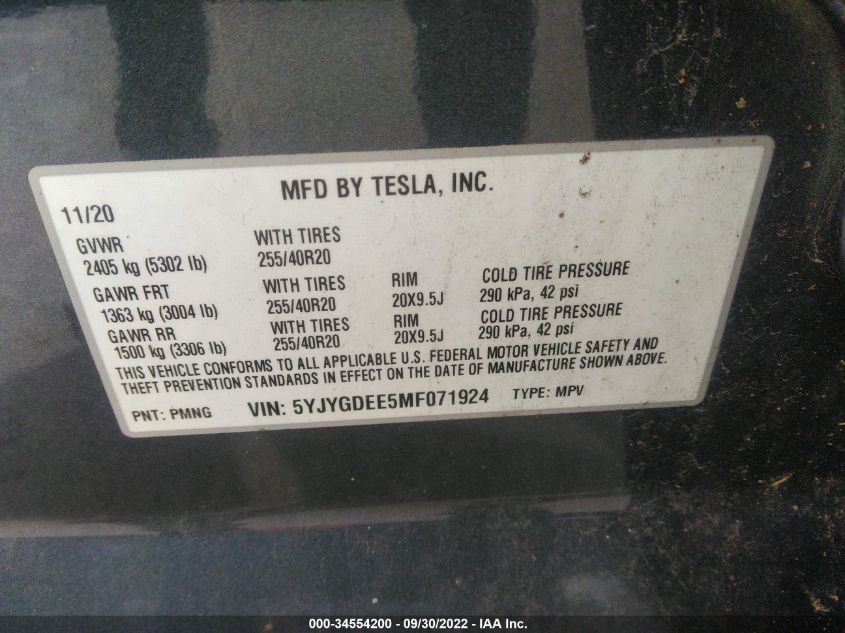 MFD BY TESLA, INC.
11/20
GVWR WITH TIRES
2405 kg (5302 lb) 255/40R20
GAWR FRT WITH TIRES RIM COLD TIRE PRESSURE
1363 kg (3004 lb) 255/40R20 20X9.5J 290 kPa, 42 psi
GAWR RR WITH TIRES RIM COLD TIRE PRESSURE
1500 kg (3306 lb) 255/40R20 20X9.5J 290 kPa, 42 psi
THIS VEHICLE CONFORMS TO ALL APPLICABLE U.S. FEDERAL MOTOR VEHICLE SAFETY AND
THEFT PREVENTION STANDARDS IN EFFECT ON THE DATE OF MANUFACTURE SHOWN ABOVE.
PNT: PMNG VIN: 5YJYGDEE5MF071924 TYPE: MPV
000-34554200 - 09/30/2022 - IAA Inc.